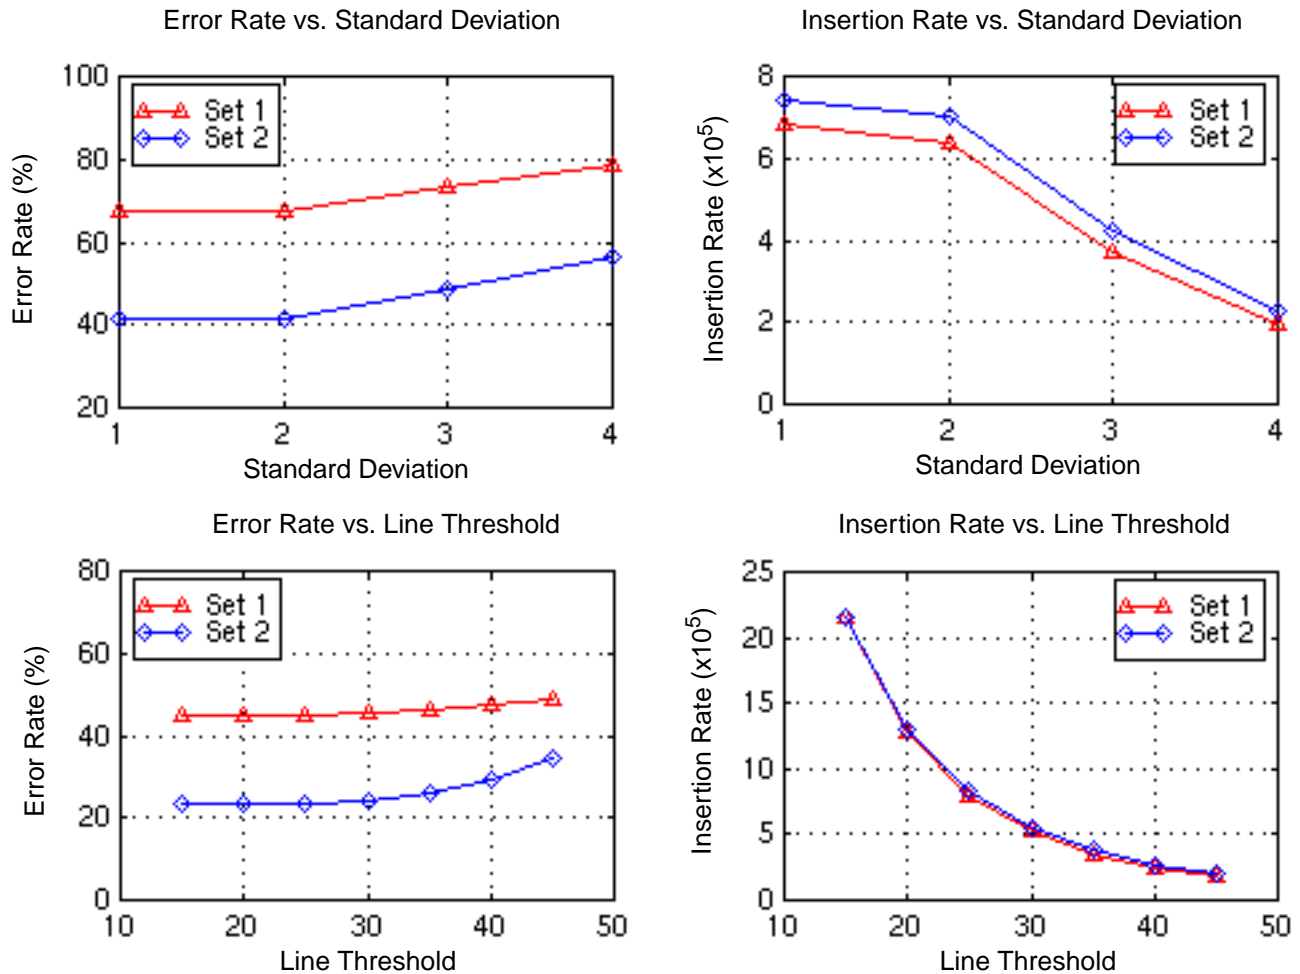 Error Rate vs. Standard Deviation
Error Rate (%)
100
80
60
40
20
Set 1
Set 2
1 2 3 4
Standard Deviation
Insertion Rate vs. Standard Deviation
Insertion Rate (x10^5)
8
6
4
2
0
Set 1
Set 2
1 2 3 4
Standard Deviation
Error Rate vs. Line Threshold
Error Rate (%)
80
60
40
20
0
Set 1
Set 2
10 20 30 40 50
Line Threshold
Insertion Rate vs. Line Threshold
Insertion Rate (x10^5)
25
20
15
10
5
0
Set 1
Set 2
10 20 30 40 50
Line Threshold